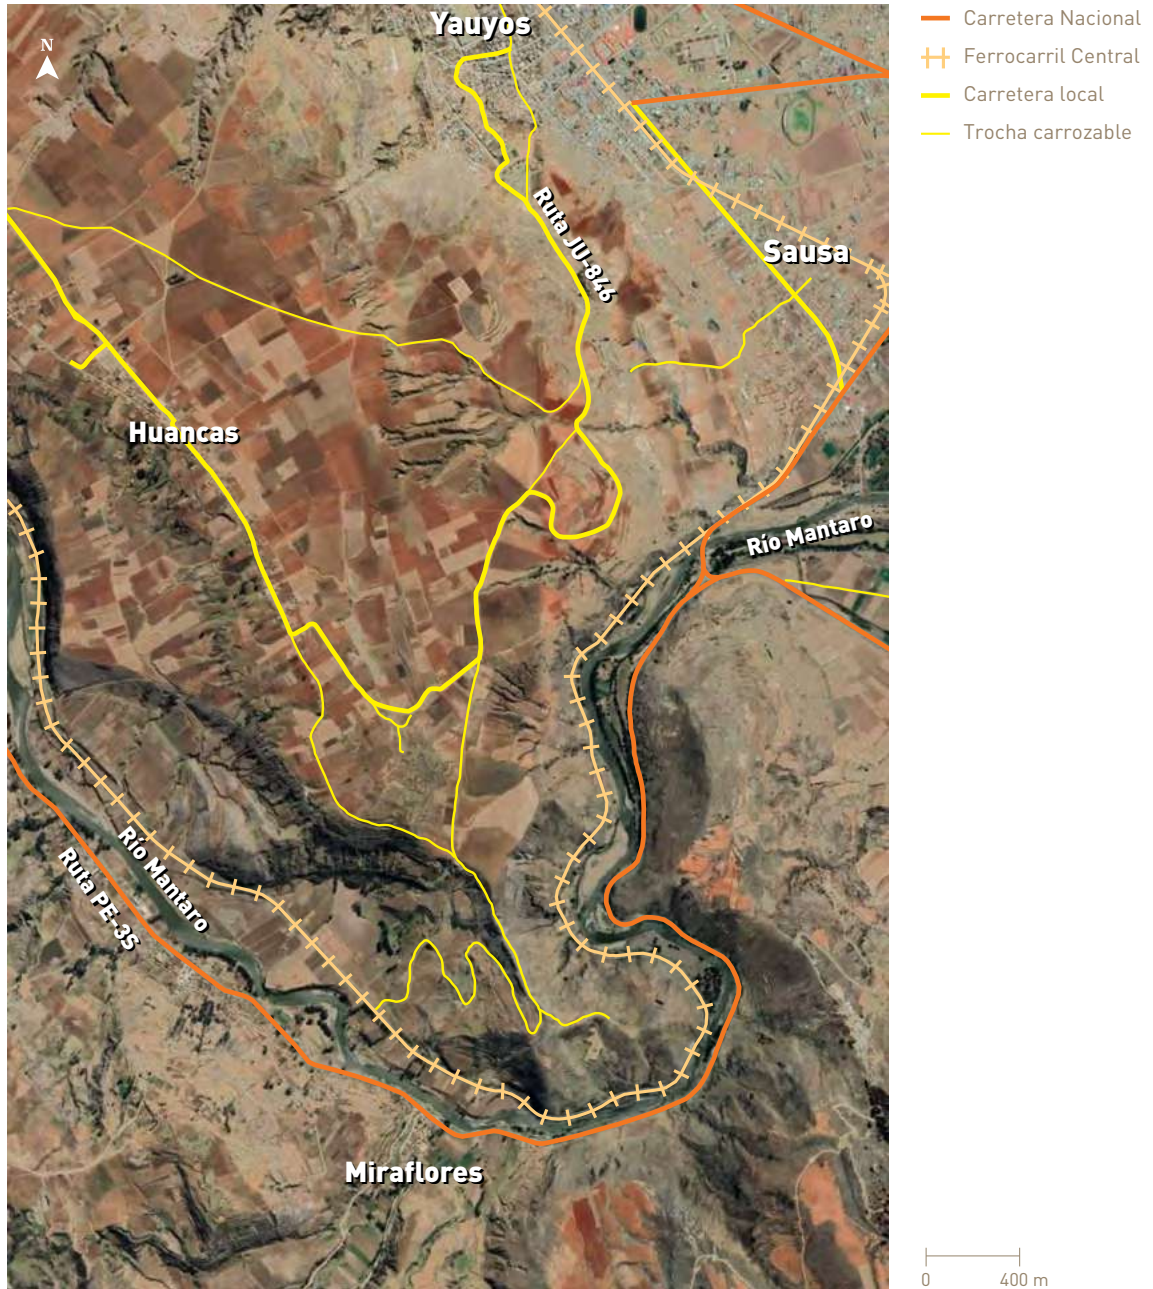 Yauyos
N
Carretera Nacional
Ferrocarril Central
Carretera local
Trocha carrozable
Ruta JU-846
Sausa
Huancas
Río Mantaro
Río Mantaro
Ruta PE-3S
Miraflores
0 400 m